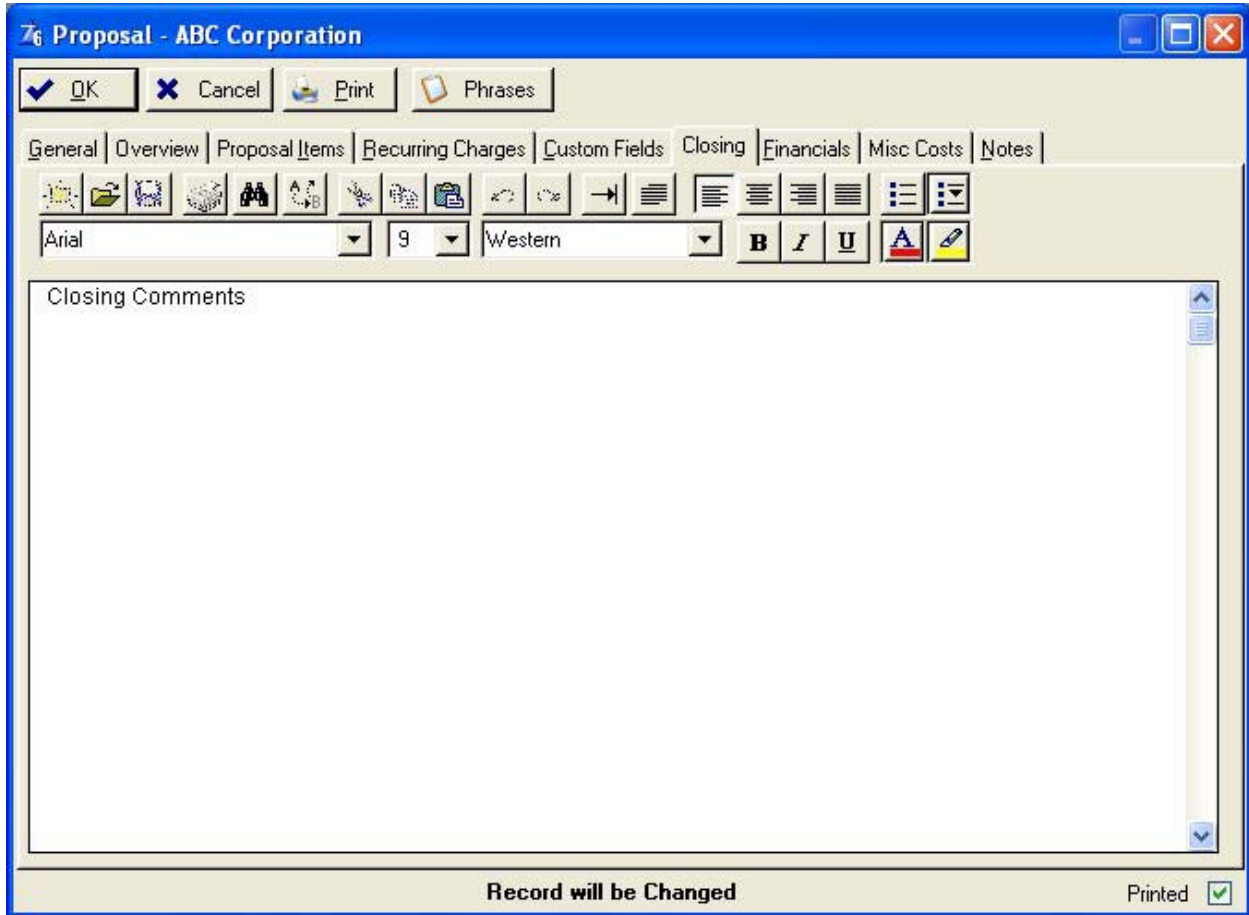 76 Proposal - ABC Corporation
OK Cancel Print Phrases
General Overview Proposal Items Recurring Charges Custom Fields Closing Financials Misc Costs Notes
A B
Arial 9 Western B I U A
Closing Comments
Record will be Changed Printed